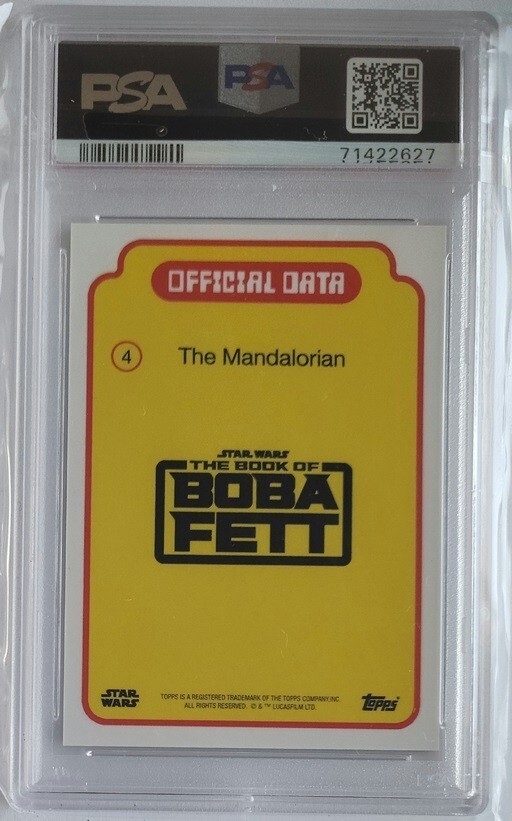 PSA
PSA
71422627
OFFICIAL DATA
4
The Mandalorian
STAR WARS
THE BOOK OF
BOBA
FETT
STAR
WARS
TOPPS IS A REGISTERED TRADEMARK OF THE TOPPS COMPANY, INC.
ALL RIGHTS RESERVED. © & ™ LUCASFILM LTD.
Topps